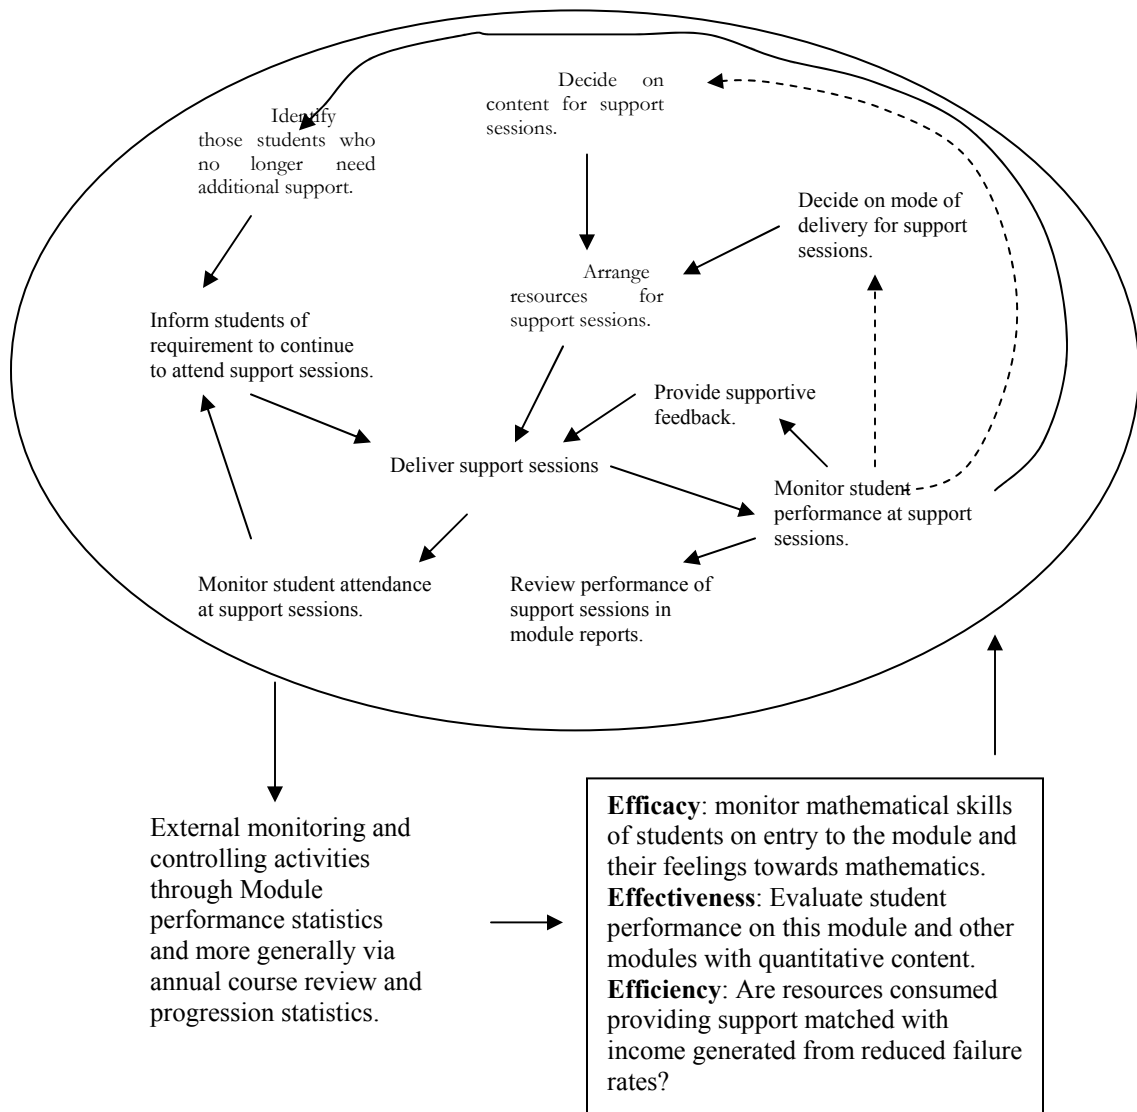 Decide on
content for support
sessions.
Identify
those students who
no longer need
additional support.
Decide on mode of
delivery for support
sessions.
Arrange
resources for
support sessions.
Inform students of
requirement to continue
to attend support sessions.
Provide supportive
feedback.
Deliver support sessions
Monitor student
performance at support
sessions.
Monitor student attendance
at support sessions.
Review performance of
support sessions in
module reports.
External monitoring and
controlling activities
through Module
performance statistics
and more generally via
annual course review and
progression statistics.
Efficacy: monitor mathematical skills
of students on entry to the module and
their feelings towards mathematics.
Effectiveness: Evaluate student
performance on this module and other
modules with quantitative content.
Efficiency: Are resources consumed
providing support matched with
income generated from reduced failure
rates?